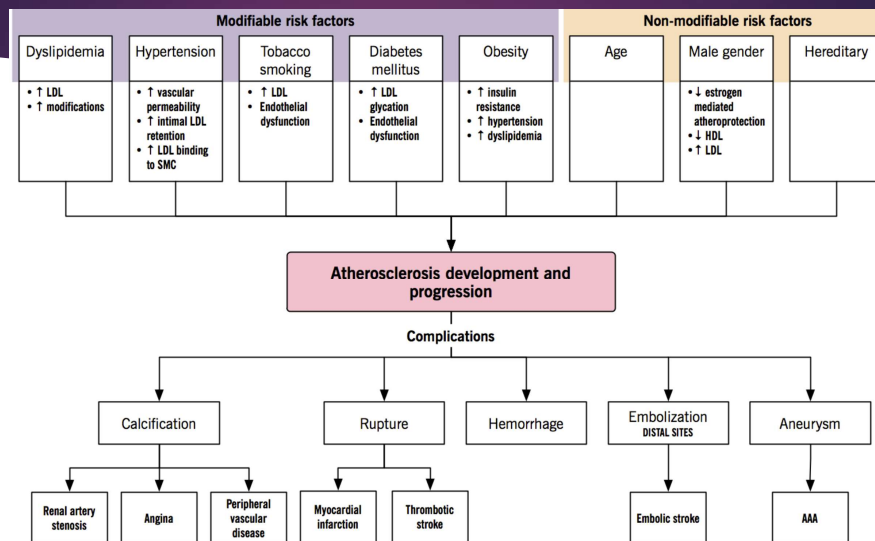 Modifiable risk factors
Non-modifiable risk factors
Dyslipidemia
• ↑ LDL
• ↑ modifications
Hypertension
• ↑ vascular
permeability
• ↑ intimal LDL
retention
• ↑ LDL binding
to SMC
Tobacco
smoking
• ↑ LDL
• Endothelial
dysfunction
Diabetes
mellitus
• ↑ LDL
glycation
• Endothelial
dysfunction
Obesity
• ↑ insulin
resistance
• ↑ hypertension
• ↑ dyslipidemia
Age
Male gender
• ↓ estrogen
mediated
atheroprotection
• ↓ HDL
• ↑ LDL
Hereditary
Atherosclerosis development and
progression
Complications
Calcification
Rupture
Hemorrhage
Embolization
DISTAL SITES
Aneurysm
Renal artery
stenosis
Angina
Peripheral
vascular
disease
Myocardial
infarction
Thrombotic
stroke
Embolic stroke
AAA